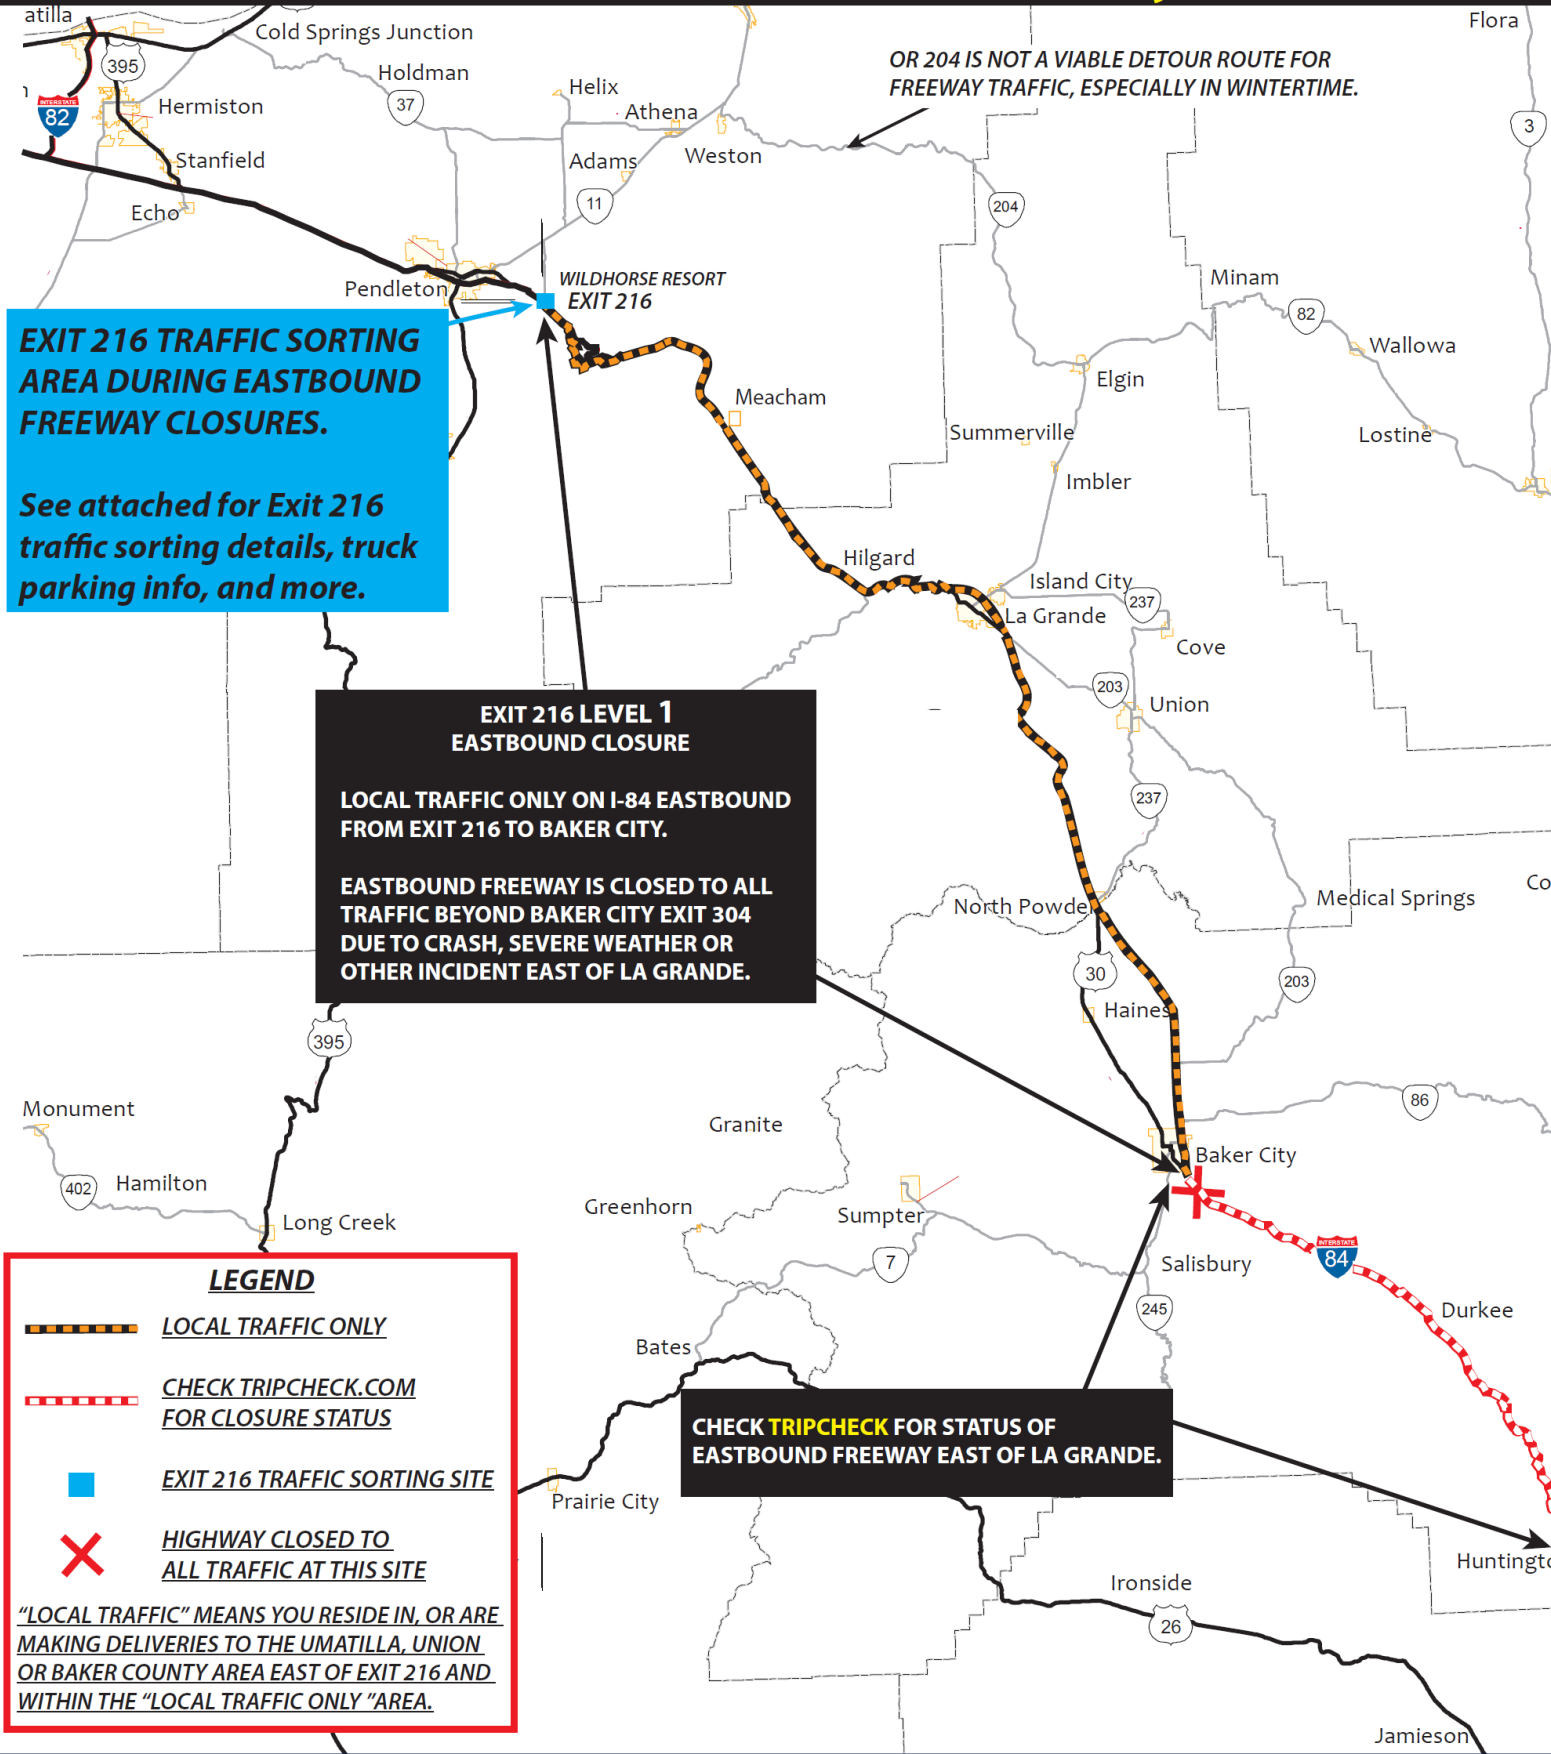 atilla
Cold Springs Junction
395
Holdman
Helix
37
INTERSTATE
82
Hermiston
Athena
Weston
Stanfield
Adams
11
Echo
OR 204 IS NOT A VIABLE DETOUR ROUTE FOR
FREEWAY TRAFFIC, ESPECIALLY IN WINTERTIME.
Flora
3
204
Minam
82
Wallowa
Lostine
Elgin
Summerville
Imbler
Pendleton
WILDHORSE RESORT
EXIT 216
EXIT 216 TRAFFIC SORTING
AREA DURING EASTBOUND
FREEWAY CLOSURES.
See attached for Exit 216
traffic sorting details, truck
parking info, and more.
Meacham
Hilgard
Island City
237
La Grande
Cove
203
Union
237
EXIT 216 LEVEL 1
EASTBOUND CLOSURE
LOCAL TRAFFIC ONLY ON I-84 EASTBOUND
FROM EXIT 216 TO BAKER CITY.
EASTBOUND FREEWAY IS CLOSED TO ALL
TRAFFIC BEYOND BAKER CITY EXIT 304
DUE TO CRASH, SEVERE WEATHER OR
OTHER INCIDENT EAST OF LA GRANDE.
Co
Medical Springs
North Powde
30
203
Haines
395
Monument
402
Hamilton
Long Creek
Granite
86
Baker City
Greenhorn
Sumpter
7
Salisbury
INTERSTATE
84
245
Durkee
Bates
CHECK TRIPCHECK FOR STATUS OF
EASTBOUND FREEWAY EAST OF LA GRANDE.
Prairie City
Huntingto
Ironside
26
Jamieson
LEGEND
LOCAL TRAFFIC ONLY
CHECK TRIPCHECK.COM
FOR CLOSURE STATUS
EXIT 216 TRAFFIC SORTING SITE
HIGHWAY CLOSED TO
ALL TRAFFIC AT THIS SITE
“LOCAL TRAFFIC” MEANS YOU RESIDE IN, OR ARE
MAKING DELIVERIES TO THE UMATILLA, UNION
OR BAKER COUNTY AREA EAST OF EXIT 216 AND
WITHIN THE “LOCAL TRAFFIC ONLY ”AREA.